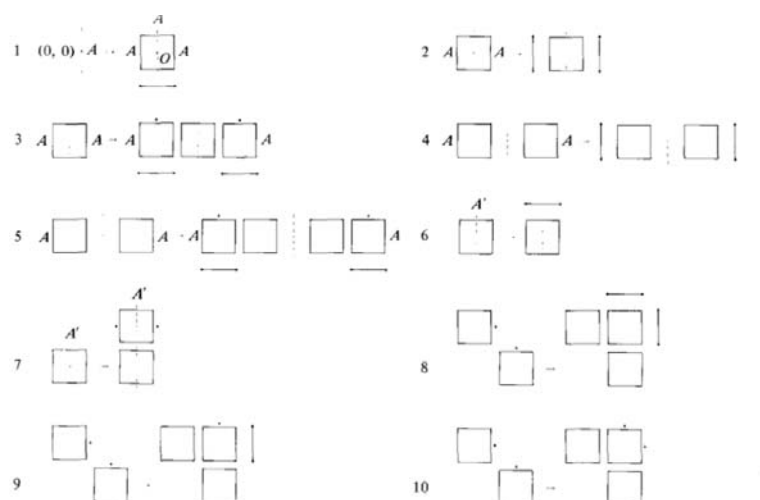 A
1 (0, 0) · A → A O A
2 A A →
3 A A → A A
4 A A →
5 A A → A A
6 A'
A'
7 A' →
8 →
9
10 →